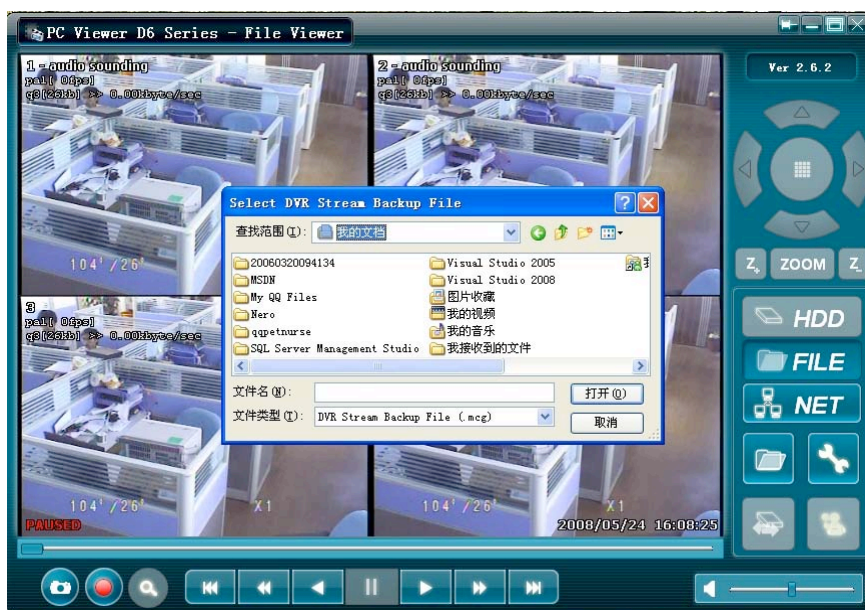 PC Viewer D6 Series - File Viewer
Ver 2.6.2
1 - audio sounding
pal[ 0fps]
q3[26kb] >> 0.00kbyte/sec
2 - audio sounding
pal[ 0fps]
q3[26kb] >> 0.00kbyte/sec
104'/26'
Select DVR Stream Backup File
查找范围(I):
我的文档
20060320094134
MSDN
My QQ Files
Nero
qqpetnurse
SQL Server Management Studio
Visual Studio 2005
Visual Studio 2008
图片收藏
我的视频
我的音乐
我接收到的文件
文件名(N):
打开(O)
文件类型(T):
DVR Stream Backup File (.mcg)
取消
3
pal[ 0fps]
q3[26kb] >> 0.00kbyte/sec
104'/26'
X1
104'/26'
X1
PAUSED
2008/05/24 16:08:25
Z+
ZOOM
Z-
HDD
FILE
NET